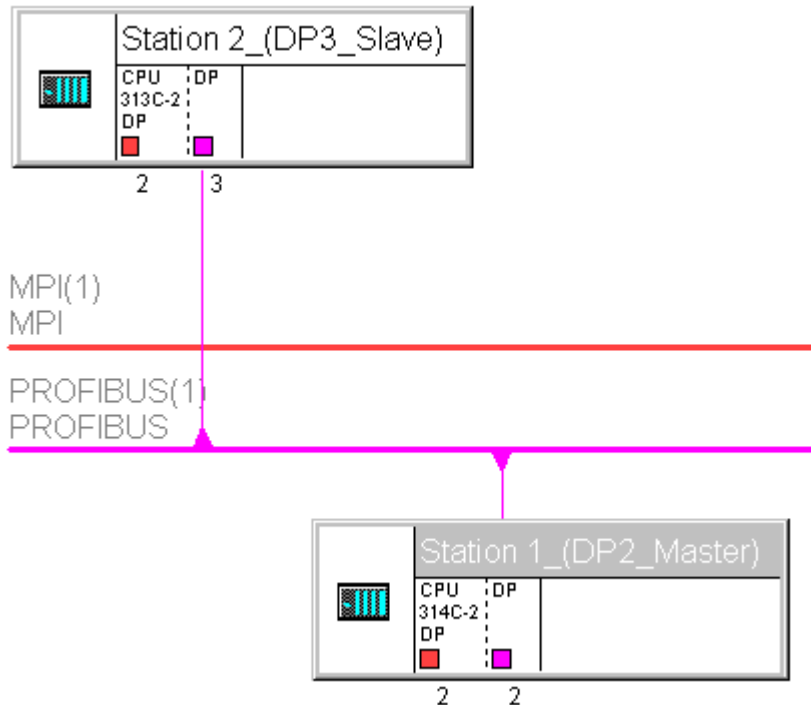 Station 2_(DP3_Slave)
CPU DP
313C-2
DP
2 3
MPI(1)
MPI
PROFIBUS(1)
PROFIBUS
Station 1_(DP2_Master)
CPU DP
314C-2
DP
2 2